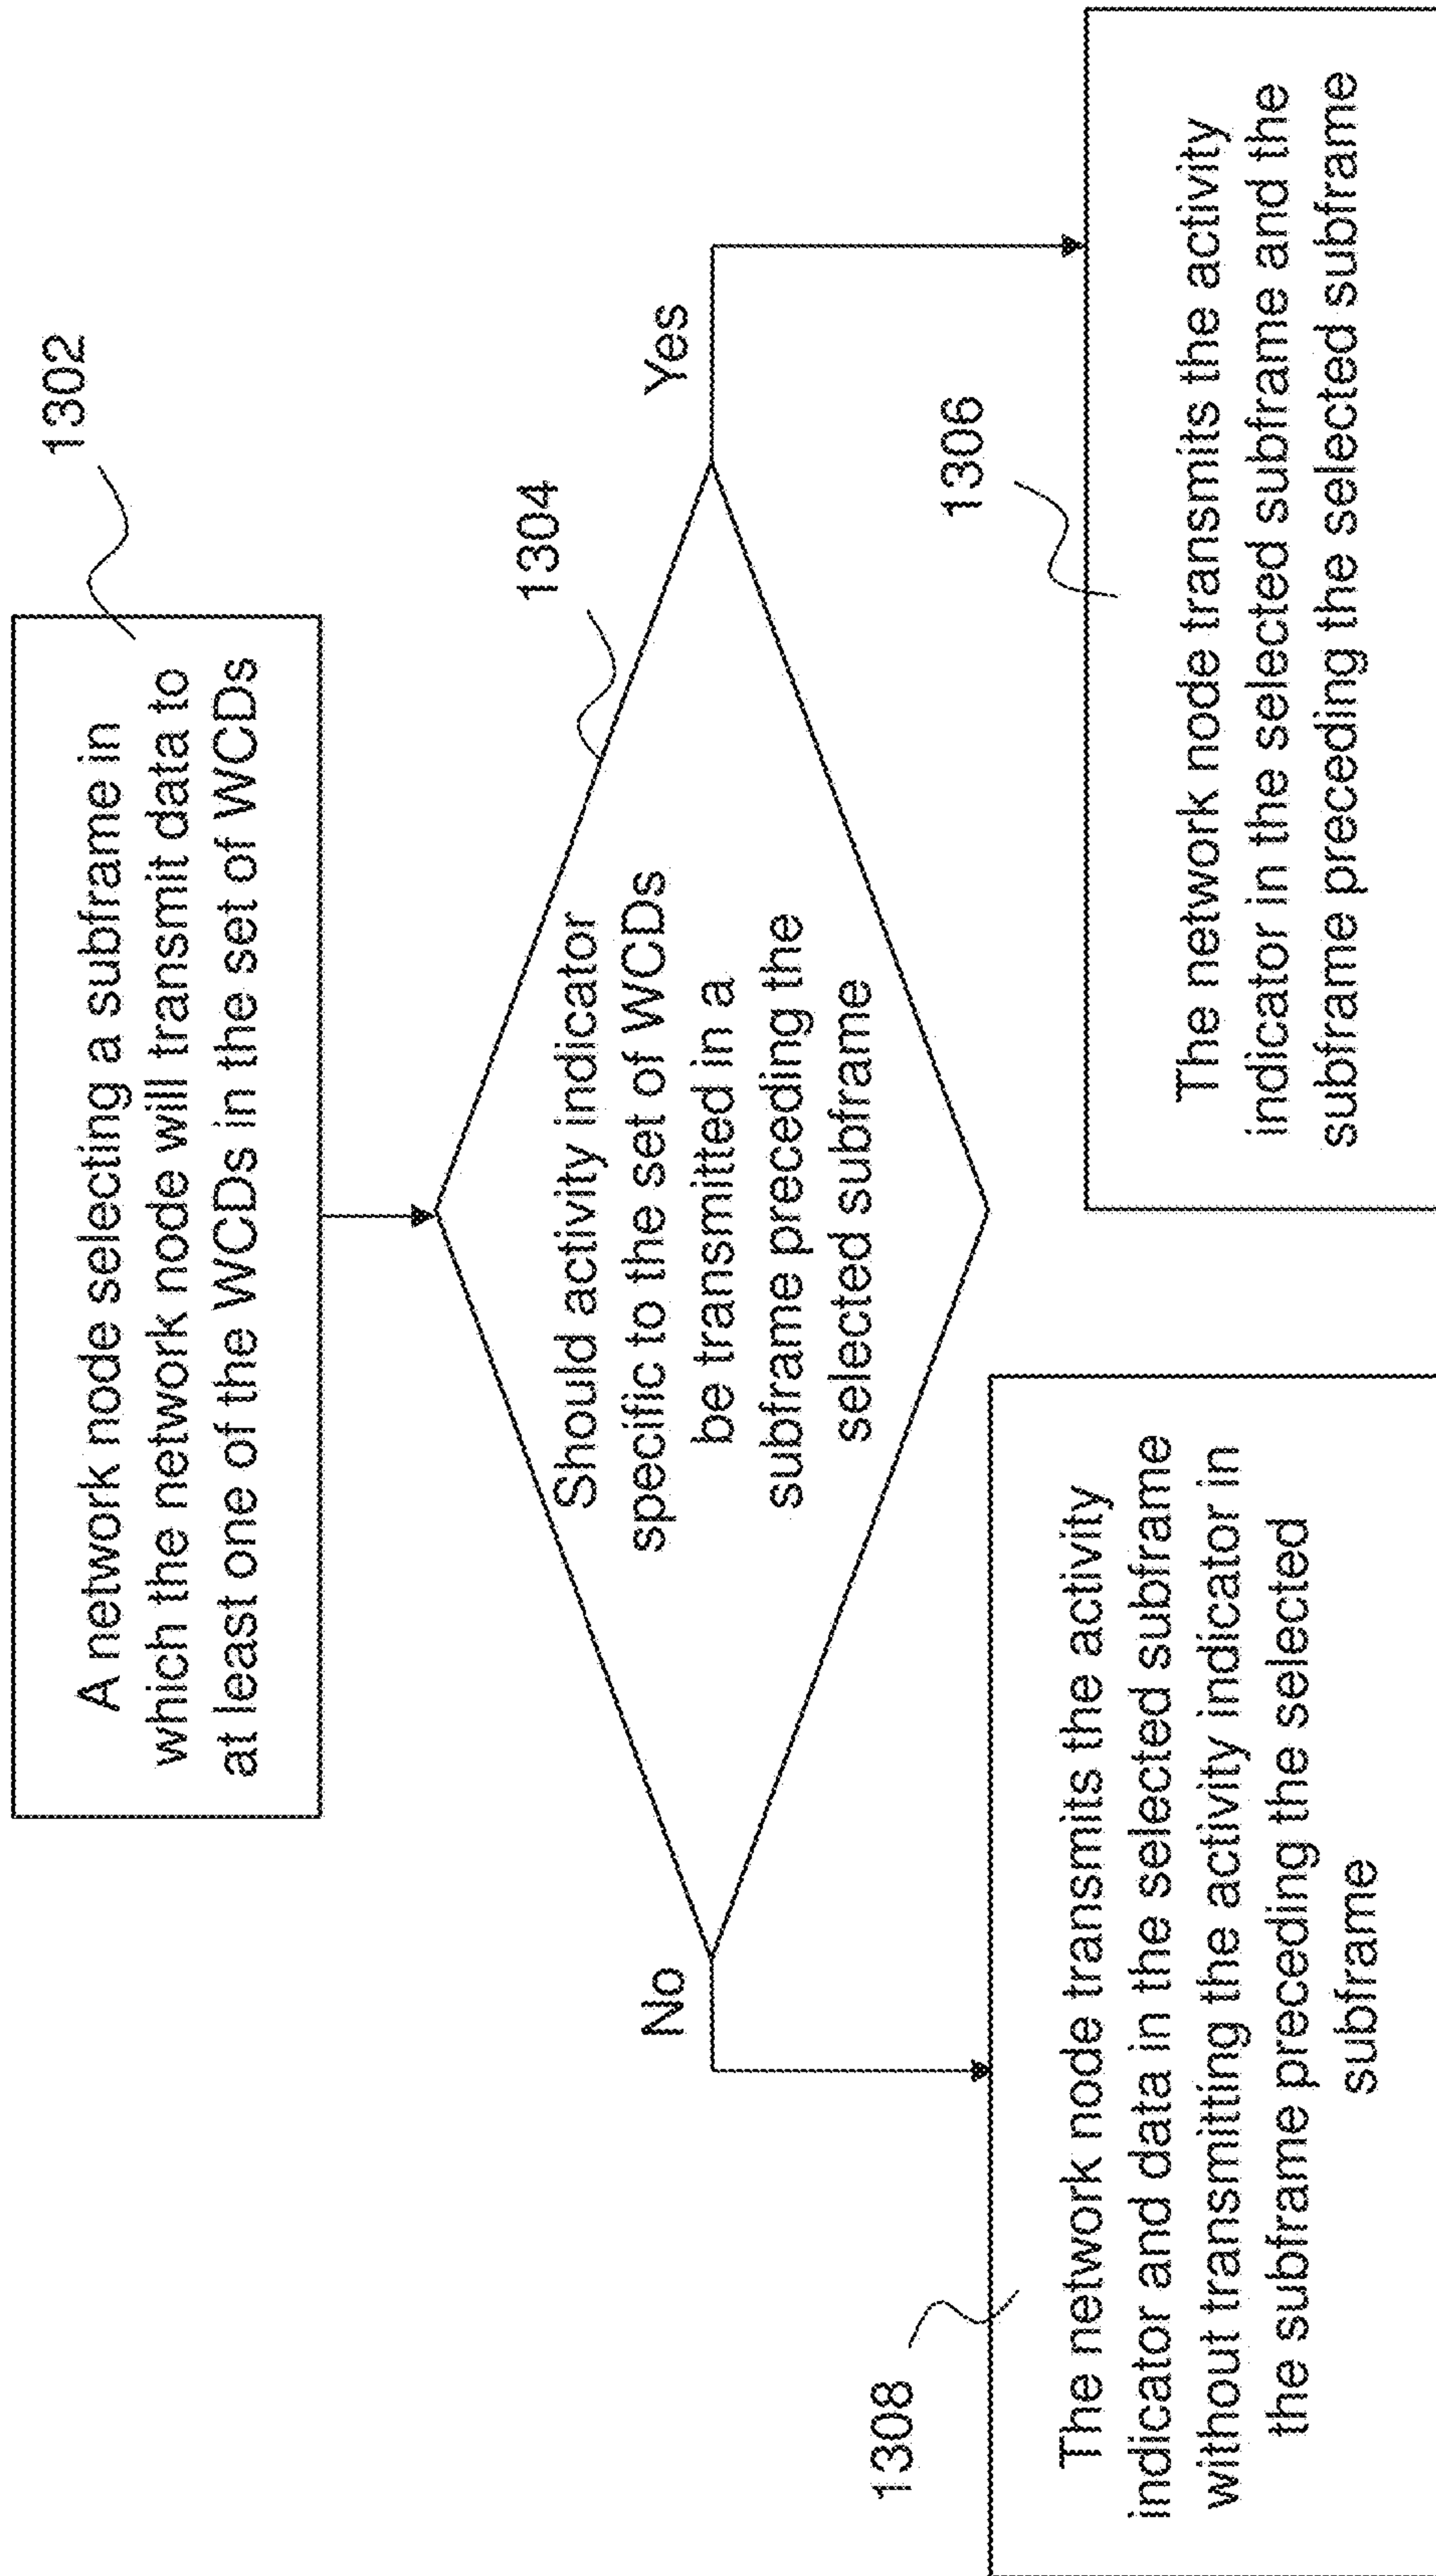 1302
A network node selecting a subframe in
which the network node will transmit data to
at least one of the WCDs in the set of WCDs
1304
Should activity indicator
specific to the set of WCDs
be transmitted in a
subframe preceding the
selected subframe
No
Yes
1308
The network node transmits the activity
indicator and data in the selected subframe
without transmitting the activity indicator in
the subframe preceding the selected
subframe
1306
The network node transmits the activity
indicator in the selected subframe and the
subframe preceding the selected subframe